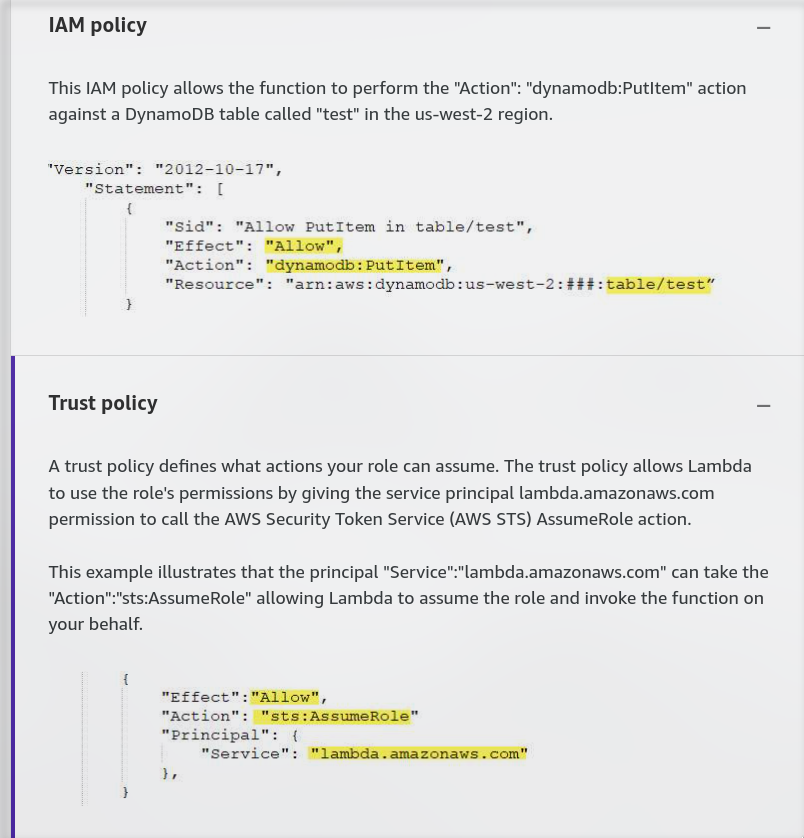 IAM policy
This IAM policy allows the function to perform the "Action": "dynamodb:PutItem" action
against a DynamoDB table called "test" in the us-west-2 region.
"Version": "2012-10-17",
"Statement": [
{
"Sid": "Allow PutItem in table/test",
"Effect": "Allow",
"Action": "dynamodb:PutItem",
"Resource": "arn:aws:dynamodb:us-west-2:###:table/test”
}
Trust policy
A trust policy defines what actions your role can assume. The trust policy allows Lambda
to use the role's permissions by giving the service principal lambda.amazonaws.com
permission to call the AWS Security Token Service (AWS STS) AssumeRole action.
This example illustrates that the principal "Service":"lambda.amazonaws.com" can take the
"Action":"sts:AssumeRole" allowing Lambda to assume the role and invoke the function on
your behalf.
{
"Effect":"Allow",
"Action": "sts:AssumeRole"
"Principal": {
"Service": "lambda.amazonaws.com"
},
}